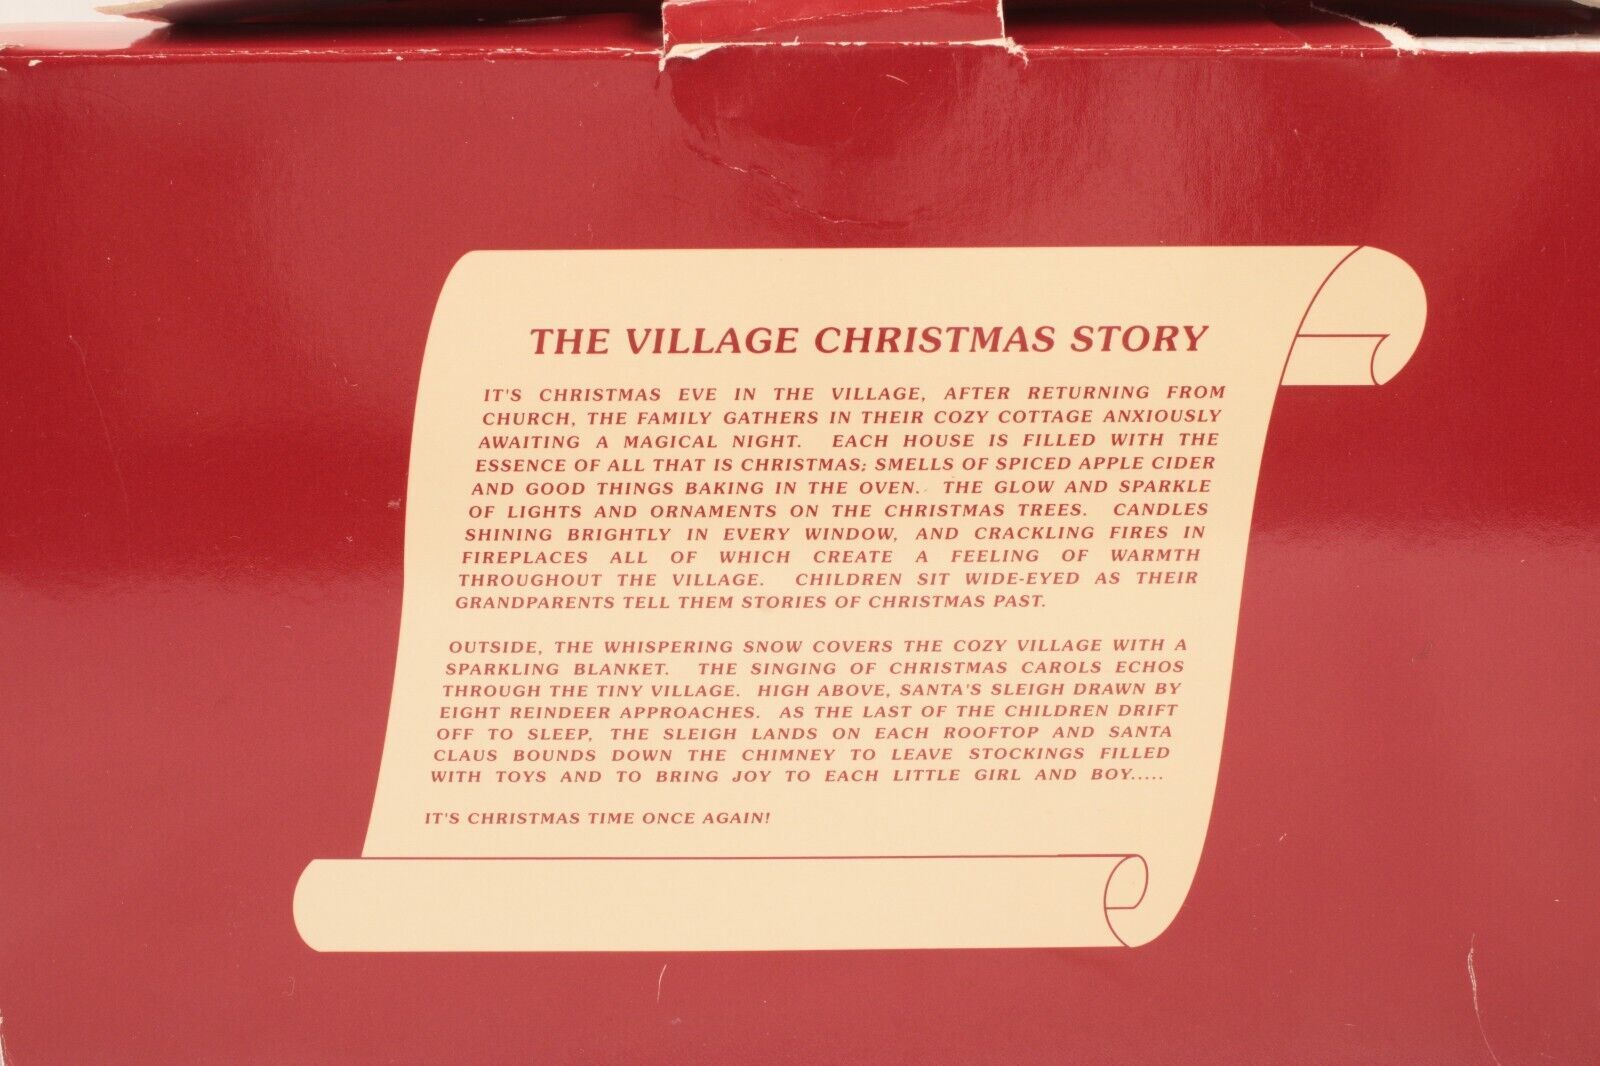 THE VILLAGE CHRISTMAS STORY
IT'S CHRISTMAS EVE IN THE VILLAGE, AFTER RETURNING FROM
CHURCH, THE FAMILY GATHERS IN THEIR COZY COTTAGE ANXIOUSLY
AWAITING A MAGICAL NIGHT. EACH HOUSE IS FILLED WITH THE
ESSENCE OF ALL THAT IS CHRISTMAS; SMELLS OF SPICED APPLE CIDER
AND GOOD THINGS BAKING IN THE OVEN. THE GLOW AND SPARKLE
OF LIGHTS AND ORNAMENTS ON THE CHRISTMAS TREES. CANDLES
SHINING BRIGHTLY IN EVERY WINDOW, AND CRACKLING FIRES IN
FIREPLACES ALL OF WHICH CREATE A FEELING OF WARMTH
THROUGHOUT THE VILLAGE. CHILDREN SIT WIDE-EYED AS THEIR
GRANDPARENTS TELL THEM STORIES OF CHRISTMAS PAST.
OUTSIDE, THE WHISPERING SNOW COVERS THE COZY VILLAGE WITH A
SPARKLING BLANKET. THE SINGING OF CHRISTMAS CAROLS ECHOS
THROUGH THE TINY VILLAGE. HIGH ABOVE, SANTA'S SLEIGH DRAWN BY
EIGHT REINDEER APPROACHES. AS THE LAST OF THE CHILDREN DRIFT
OFF TO SLEEP, THE SLEIGH LANDS ON EACH ROOFTOP AND SANTA
CLAUS BOUNDS DOWN THE CHIMNEY TO LEAVE STOCKINGS FILLED
WITH TOYS AND TO BRING JOY TO EACH LITTLE GIRL AND BOY.....
IT'S CHRISTMAS TIME ONCE AGAIN!